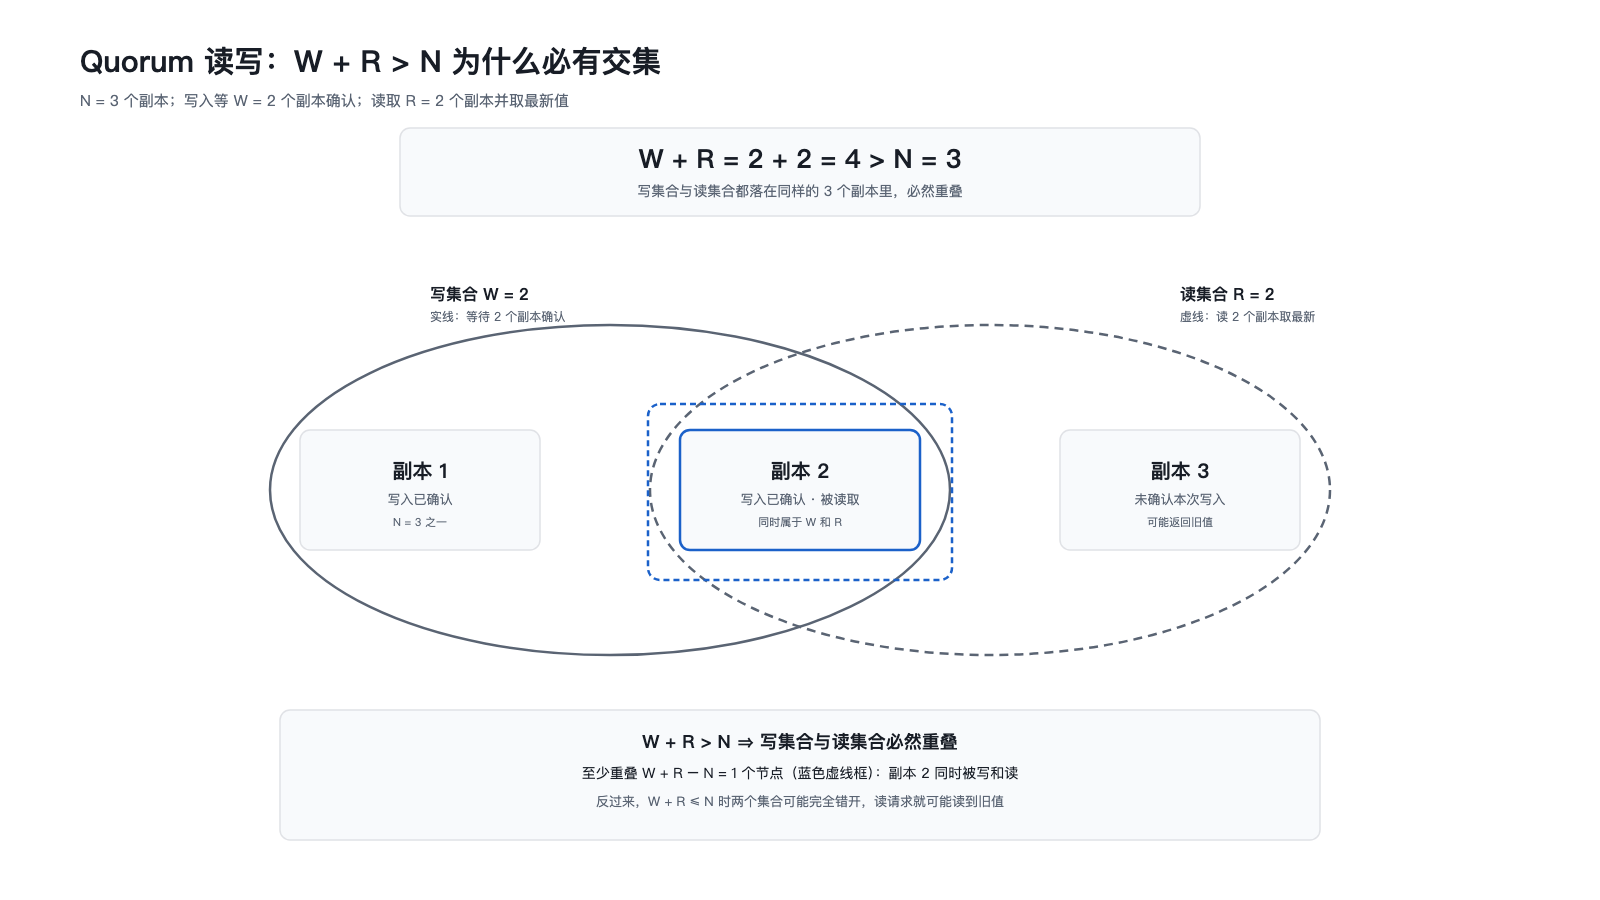 Quorum 读写：W + R > N 为什么必有交集
N = 3 个副本；写入等 W = 2 个副本确认；读取 R = 2 个副本并取最新值
W + R = 2 + 2 = 4 > N = 3
写集合与读集合都落在同样的 3 个副本里，必然重叠
写集合 W = 2
实线：等待 2 个副本确认
读集合 R = 2
虚线：读 2 个副本取最新
副本 1
写入已确认
N = 3 之一
副本 2
写入已确认 · 被读取
同时属于 W 和 R
副本 3
未确认本次写入
可能返回旧值
W + R > N ⇒ 写集合与读集合必然重叠
至少重叠 W + R − N = 1 个节点（蓝色虚线框）：副本 2 同时被写和读
反过来，W + R ⩽ N 时两个集合可能完全错开，读请求就可能读到旧值